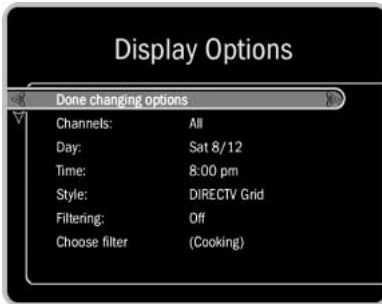 Display Options
Done changing options
Channels: All
Day: Sat 8/12
Time: 8:00 pm
Style: DIRECTV Grid
Filtering: Off
Choose filter (Cooking)